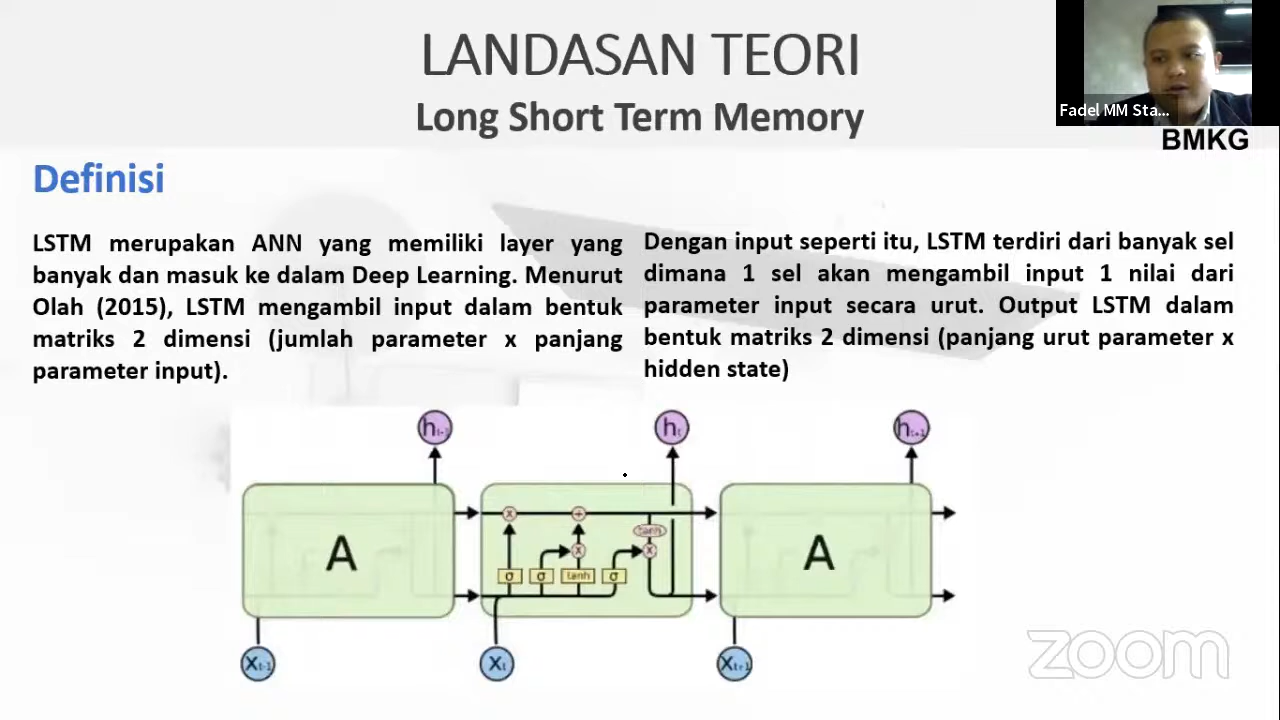 LANDASAN TEORI
Long Short Term Memory
Fadel MM Sta...
BMKG
Definisi
LSTM merupakan ANN yang memiliki layer yang
banyak dan masuk ke dalam Deep Learning. Menurut
Olah (2015), LSTM mengambil input dalam bentuk
matriks 2 dimensi (jumlah parameter x panjang
parameter input).
Dengan input seperti itu, LSTM terdiri dari banyak sel
dimana 1 sel akan mengambil input 1 nilai dari
parameter input secara urut. Output LSTM dalam
bentuk matriks 2 dimensi (panjang urut parameter x
hidden state)
h t-1
h t
h t+1
A
x
+
tanh
x
x
σ
σ
tanh
σ
A
X t-1
X t
X t+1
zoom